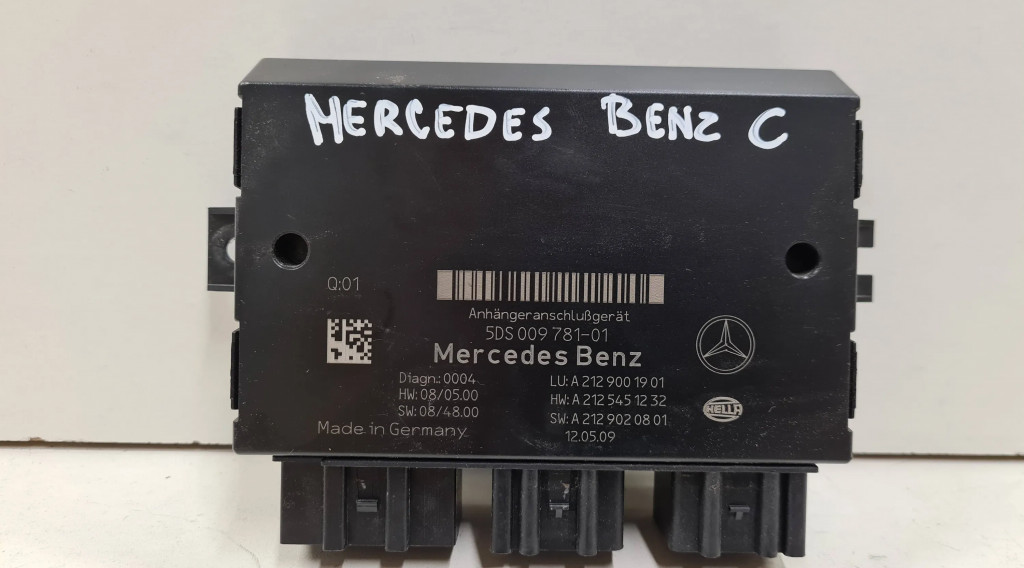 MERCEDES BENZ C
Q:01
Anhängeranschlußgerät
5DS 009 781-01
Mercedes Benz
Diagn.: 0004
HW: 08/05.00
SW: 08/48.00
LU: A 212 900 19 01
HW: A 212 545 12 32
SW: A 212 902 08 01
12.05.09
HELLA
Made in Germany